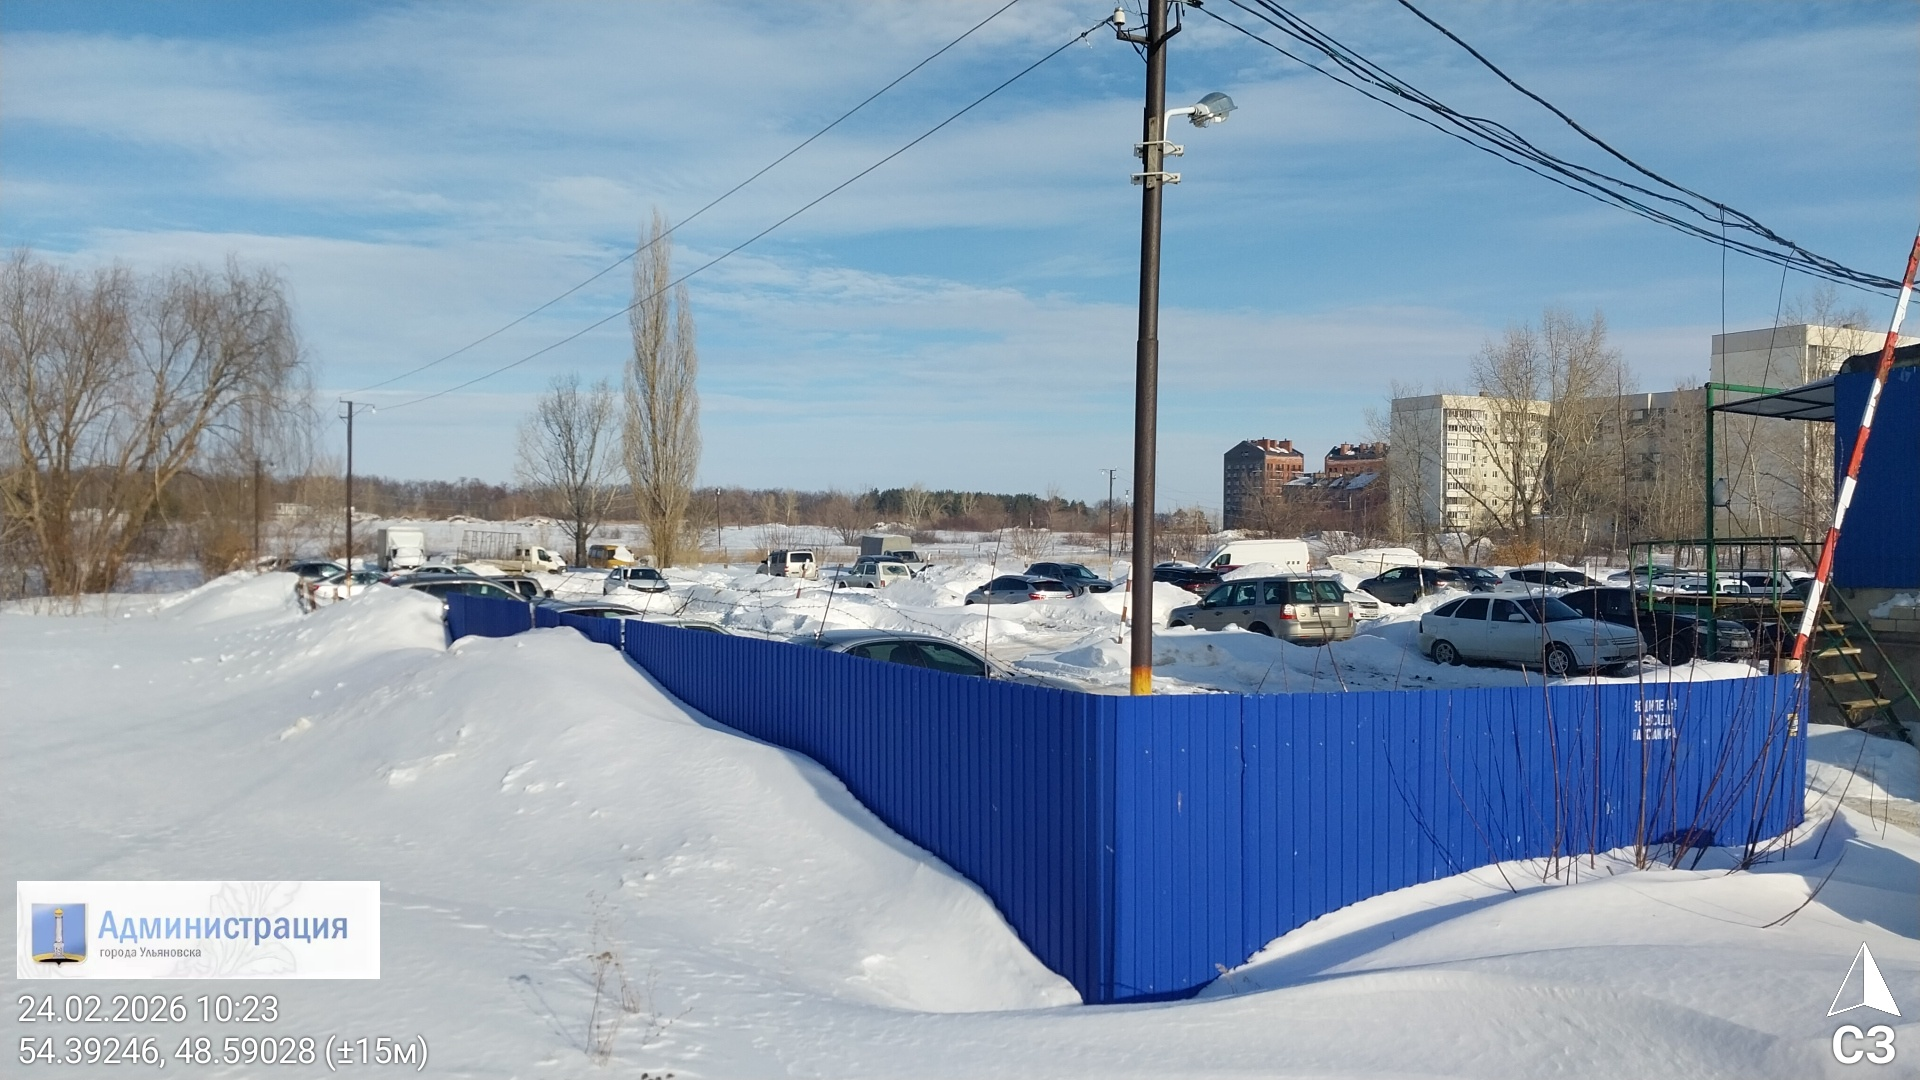 Администрация
города Ульяновска
24.02.2026 10:23
54.39246, 48.59028 (±15м)
СЗ